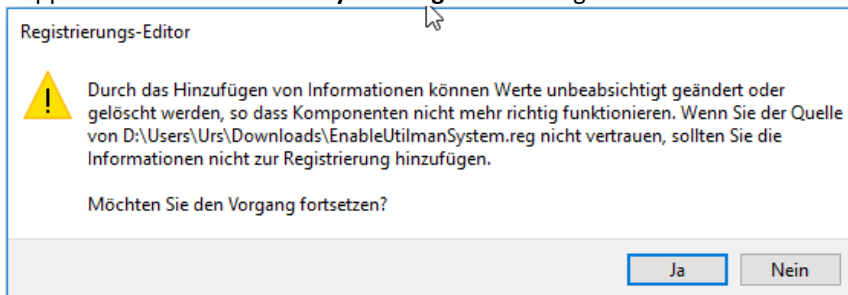 Registrierungs-Editor
Durch das Hinzufügen von Informationen können Werte unbeabsichtigt geändert oder
gelöscht werden, so dass Komponenten nicht mehr richtig funktionieren. Wenn Sie der Quelle
von D:\Users\Urs\Downloads\EnableUtilmanSystem.reg nicht vertrauen, sollten Sie die
Informationen nicht zur Registrierung hinzufügen.
Möchten Sie den Vorgang fortsetzen?
Ja Nein